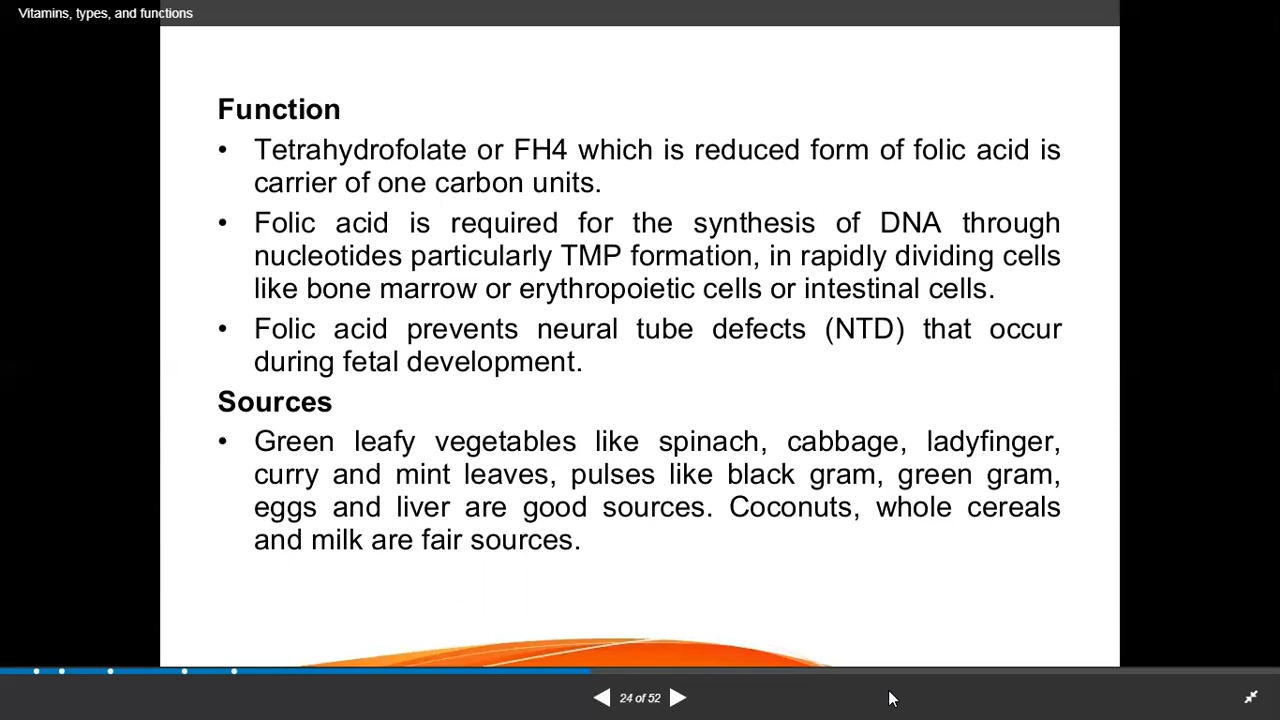 Vitamins, types, and functions
Function
• Tetrahydrofolate or FH4 which is reduced form of folic acid is
carrier of one carbon units.
• Folic acid is required for the synthesis of DNA through
nucleotides particularly TMP formation, in rapidly dividing cells
like bone marrow or erythropoietic cells or intestinal cells.
• Folic acid prevents neural tube defects (NTD) that occur
during fetal development.
Sources
• Green leafy vegetables like spinach, cabbage, ladyfinger,
curry and mint leaves, pulses like black gram, green gram,
eggs and liver are good sources. Coconuts, whole cereals
and milk are fair sources.
24 of 52